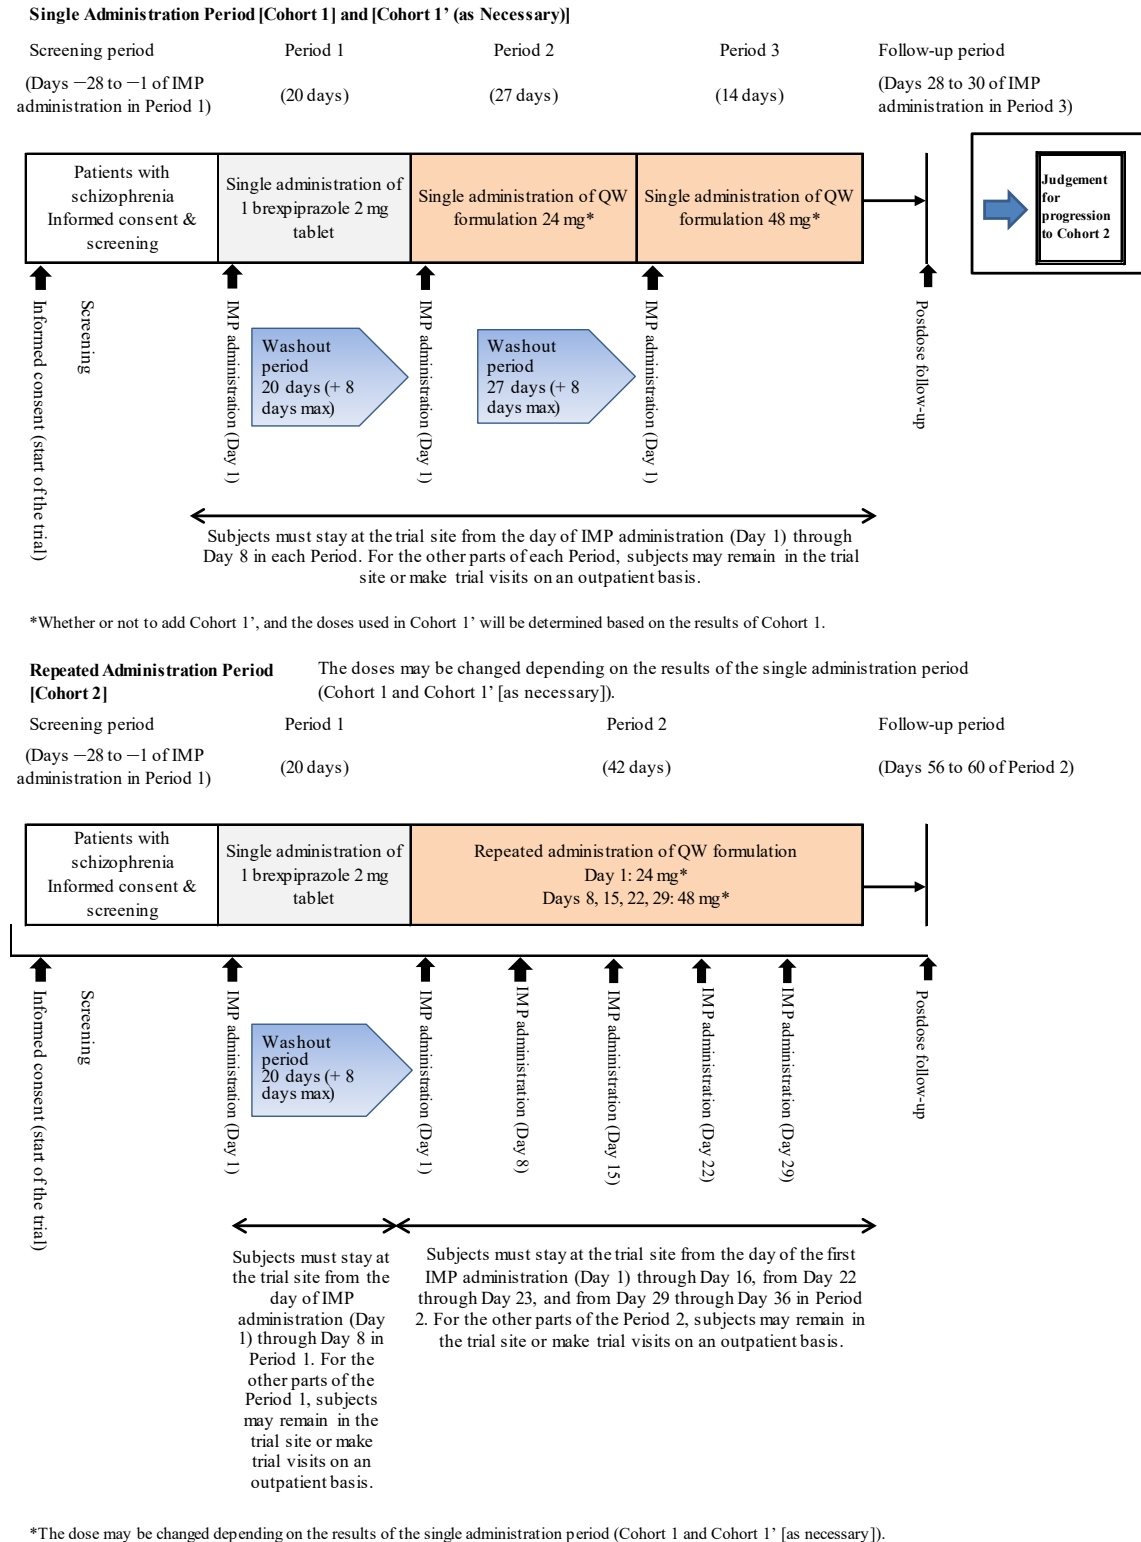 Single Administration Period [Cohort 1] and [Cohort 1’ (as Necessary)]
Screening period
(Days −28 to −1 of IMP
administration in Period 1)
Period 1
(20 days)
Period 2
(27 days)
Period 3
(14 days)
Follow-up period
(Days 28 to 30 of IMP
administration in Period 3)
Patients with
schizophrenia
Informed consent &
screening
Single administration of
1 brexpiprazole 2 mg
tablet
Single administration of QW
formulation 24 mg*
Single administration of QW
formulation 48 mg*
Judgement
for
progression
to Cohort 2
Informed consent (start of the trial)
Screening
IMP administration (Day 1)
Washout
period
20 days (+ 8
days max)
IMP administration (Day 1)
Washout
period
27 days (+ 8
days max)
IMP administration (Day 1)
Postdose follow-up
Subjects must stay at the trial site from the day of IMP administration (Day 1) through
Day 8 in each Period. For the other parts of each Period, subjects may remain in the trial
site or make trial visits on an outpatient basis.
*Whether or not to add Cohort 1’, and the doses used in Cohort 1’ will be determined based on the results of Cohort 1.
Repeated Administration Period
[Cohort 2]
The doses may be changed depending on the results of the single administration period
(Cohort 1 and Cohort 1’ [as necessary]).
Screening period
(Days −28 to −1 of IMP
administration in Period 1)
Period 1
(20 days)
Period 2
(42 days)
Follow-up period
(Days 56 to 60 of Period 2)
Patients with
schizophrenia
Informed consent &
screening
Single administration of
1 brexpiprazole 2 mg
tablet
Repeated administration of QW formulation
Day 1: 24 mg*
Days 8, 15, 22, 29: 48 mg*
Informed consent (start of the trial)
Screening
IMP administration (Day 1)
Washout
period
20 days (+ 8
days max)
IMP administration (Day 1)
IMP administration (Day 8)
IMP administration (Day 15)
IMP administration (Day 22)
IMP administration (Day 29)
Postdose follow-up
Subjects must stay at
the trial site from the
day of IMP
administration (Day
1) through Day 8 in
Period 1. For the
other parts of the
Period 1, subjects
may remain in the
trial site or make
trial visits on an
outpatient basis.
Subjects must stay at the trial site from the day of the first
IMP administration (Day 1) through Day 16, from Day 22
through Day 23, and from Day 29 through Day 36 in Period
2. For the other parts of the Period 2, subjects may remain in
the trial site or make trial visits on an outpatient basis.
*The dose may be changed depending on the results of the single administration period (Cohort 1 and Cohort 1’ [as necessary]).